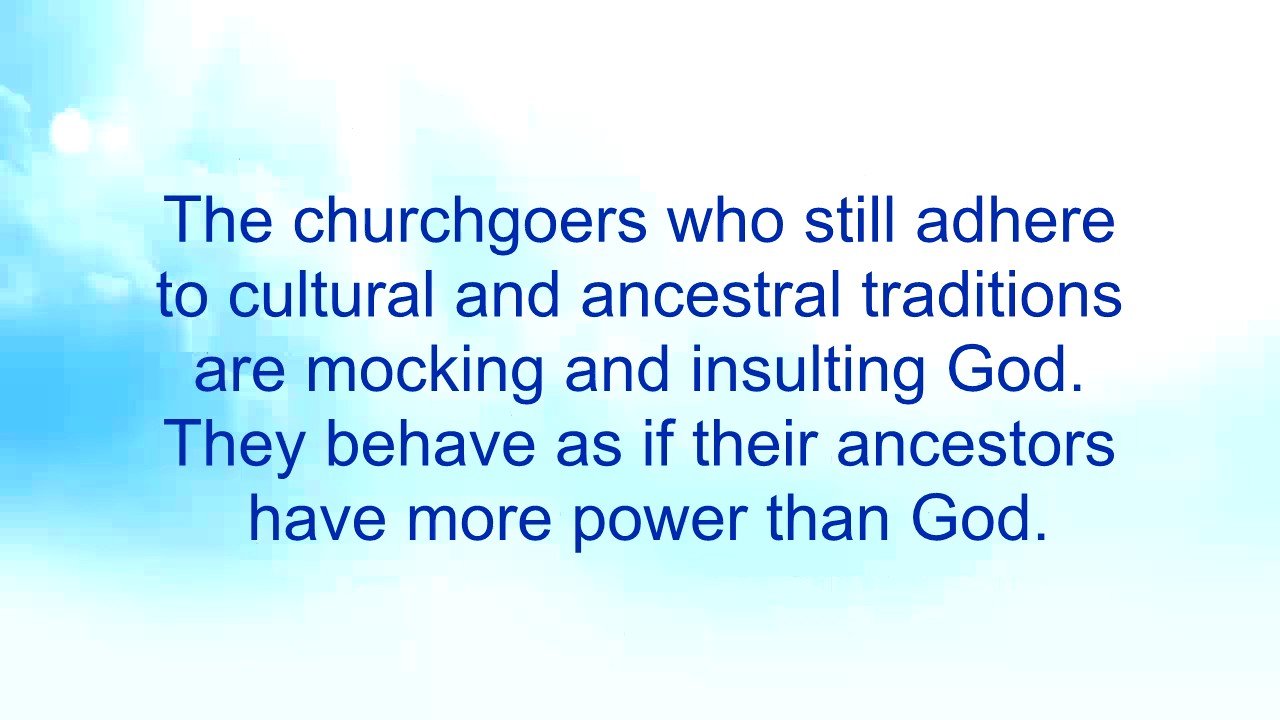 The churchgoers who still adhere
to cultural and ancestral traditions
are mocking and insulting God.
They behave as if their ancestors
have more power than God.